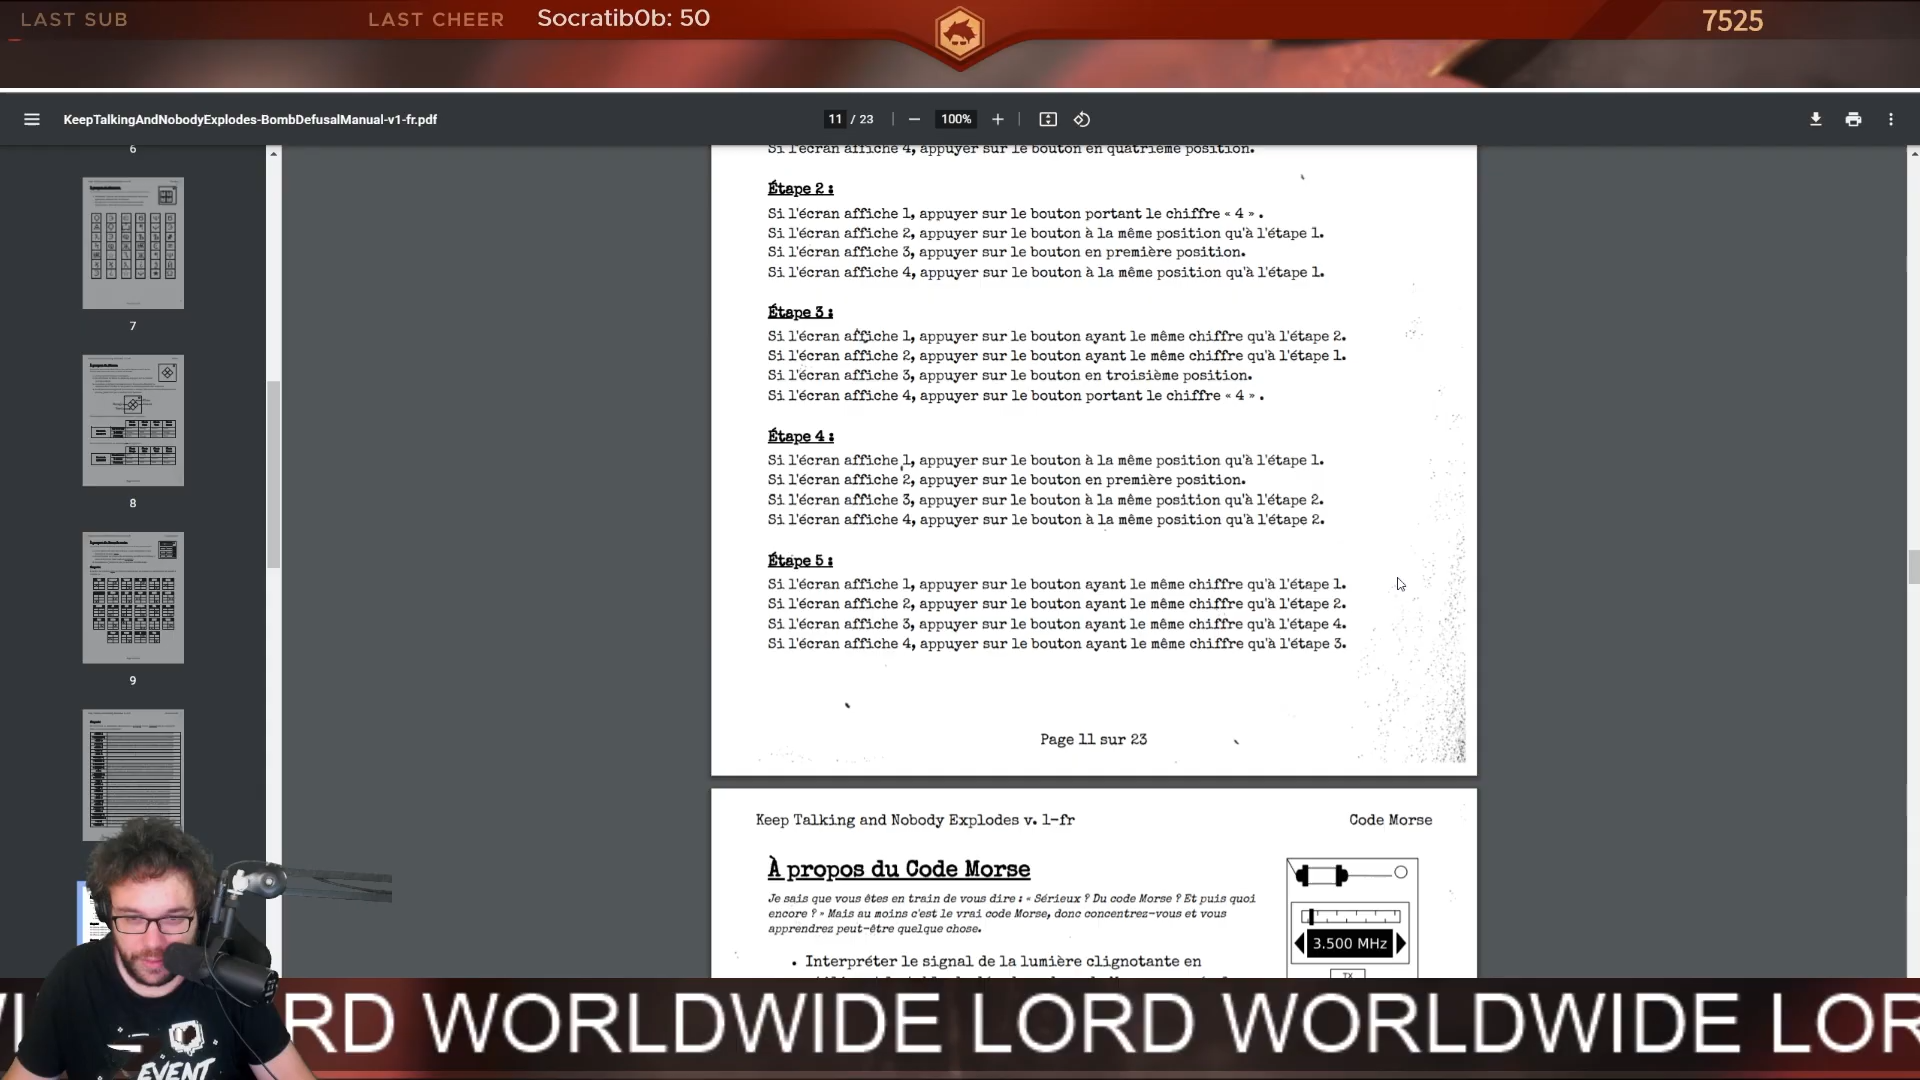 LAST SUB
LAST CHEER
Socratib0b: 50
7525
KeepTalkingAndNobodyExplodes-BombDefusalManual-v1-fr.pdf
11 / 23
100%
6
7
8
9
Si l'écran affiche 4, appuyer sur le bouton en quatrième position.
Étape 2 :
Si l'écran affiche 1, appuyer sur le bouton portant le chiffre « 4 » .
Si l'écran affiche 2, appuyer sur le bouton à la même position qu'à l'étape 1.
Si l'écran affiche 3, appuyer sur le bouton en première position.
Si l'écran affiche 4, appuyer sur le bouton à la même position qu'à l'étape 1.
Étape 3 :
Si l'écran affiche 1, appuyer sur le bouton ayant le même chiffre qu'à l'étape 2.
Si l'écran affiche 2, appuyer sur le bouton ayant le même chiffre qu'à l'étape 1.
Si l'écran affiche 3, appuyer sur le bouton en troisième position.
Si l'écran affiche 4, appuyer sur le bouton portant le chiffre « 4 » .
Étape 4 :
Si l'écran affiche 1, appuyer sur le bouton à la même position qu'à l'étape 1.
Si l'écran affiche 2, appuyer sur le bouton en première position.
Si l'écran affiche 3, appuyer sur le bouton à la même position qu'à l'étape 2.
Si l'écran affiche 4, appuyer sur le bouton à la même position qu'à l'étape 2.
Étape 5 :
Si l'écran affiche 1, appuyer sur le bouton ayant le même chiffre qu'à l'étape 1.
Si l'écran affiche 2, appuyer sur le bouton ayant le même chiffre qu'à l'étape 2.
Si l'écran affiche 3, appuyer sur le bouton ayant le même chiffre qu'à l'étape 4.
Si l'écran affiche 4, appuyer sur le bouton ayant le même chiffre qu'à l'étape 3.
Page 11 sur 23
Keep Talking and Nobody Explodes v. 1-fr
Code Morse
À propos du Code Morse
Je sais que vous êtes en train de vous dire : « Sérieux ? Du code Morse ? Et puis quoi
encore ? » Mais au moins c'est le vrai code Morse, donc concentrez-vous et vous
apprendrez peut-être quelque chose.
3.500 MHz
TX
• Interpréter le signal de la lumière clignotante en
RD WORLDWIDE LORD WORLDWIDE LOR
EVENT